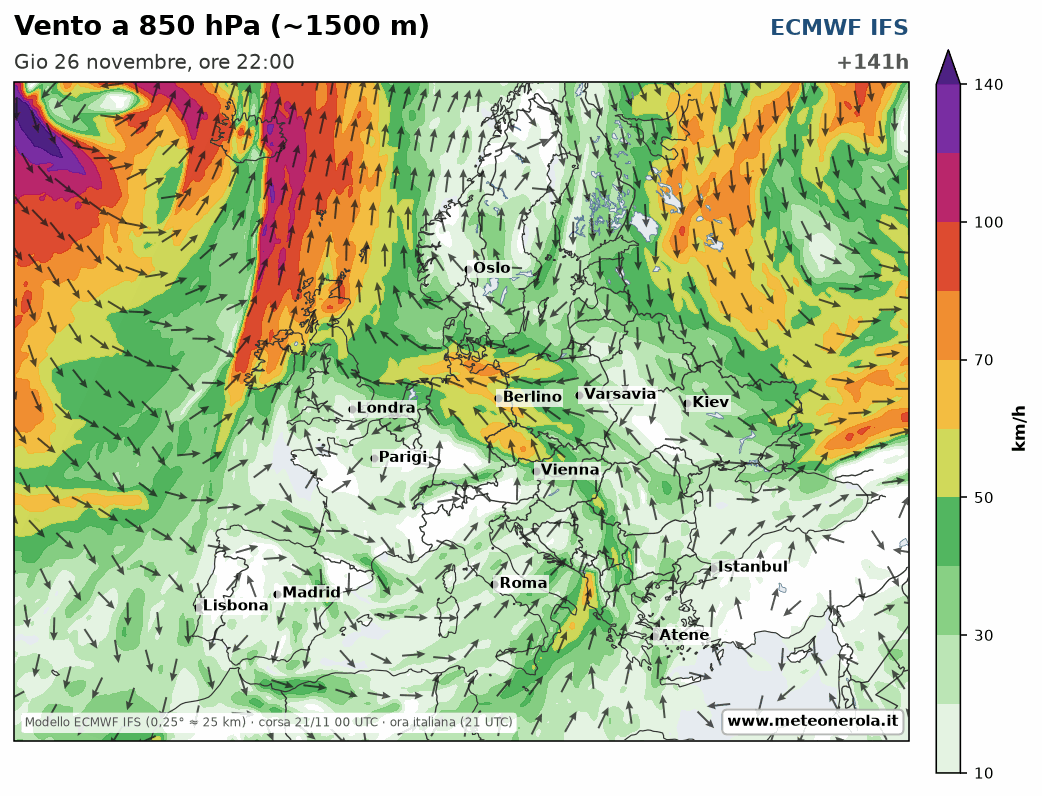 Vento a 850 hPa (~1500 m)
ECMWF IFS
Gio 26 novembre, ore 22:00
+141h
140
100
70
50
30
10
km/h
Oslo
Berlino
Varsavia
Kiev
Londra
Parigi
Vienna
Istanbul
Roma
Madrid
Lisbona
Atene
Modello ECMWF IFS (0,25° ≈ 25 km) · corsa 21/11 00 UTC · ora italiana (21 UTC)
www.meteonerola.it